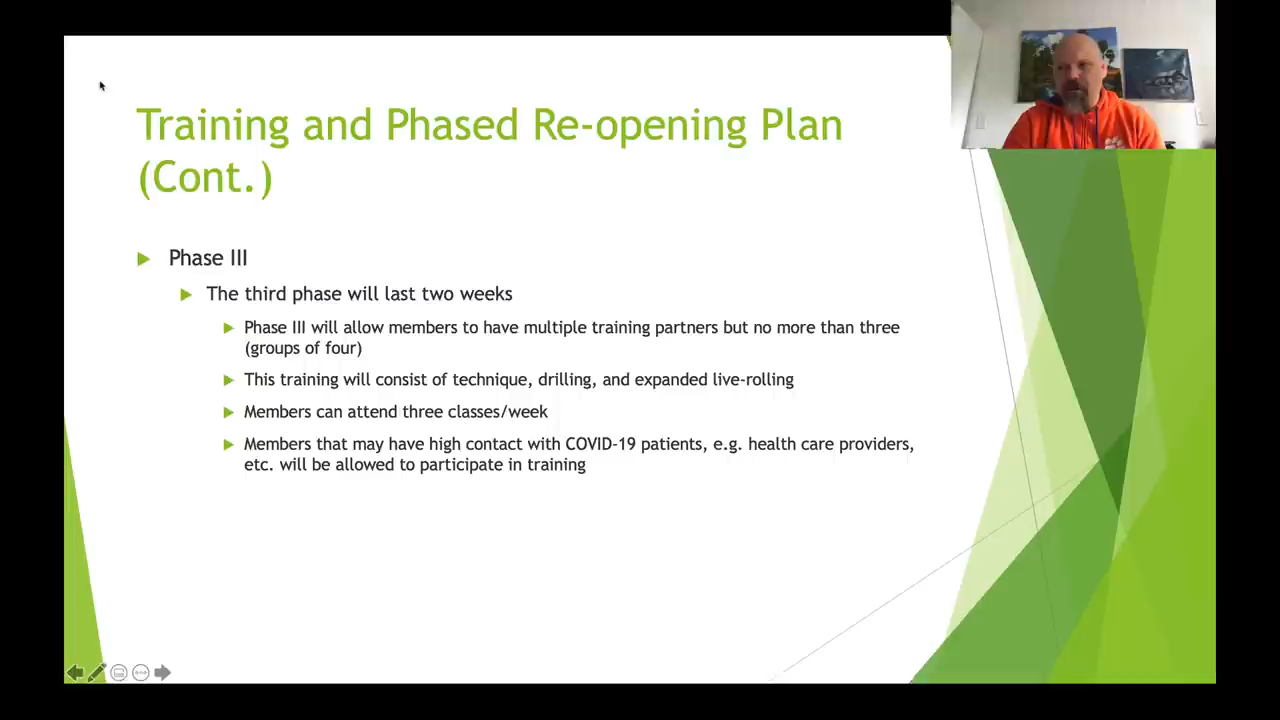 Training and Phased Re-opening Plan
(Cont.)
Phase III
The third phase will last two weeks
Phase III will allow members to have multiple training partners but no more than three
(groups of four)
This training will consist of technique, drilling, and expanded live-rolling
Members can attend three classes/week
Members that may have high contact with COVID-19 patients, e.g. health care providers,
etc. will be allowed to participate in training